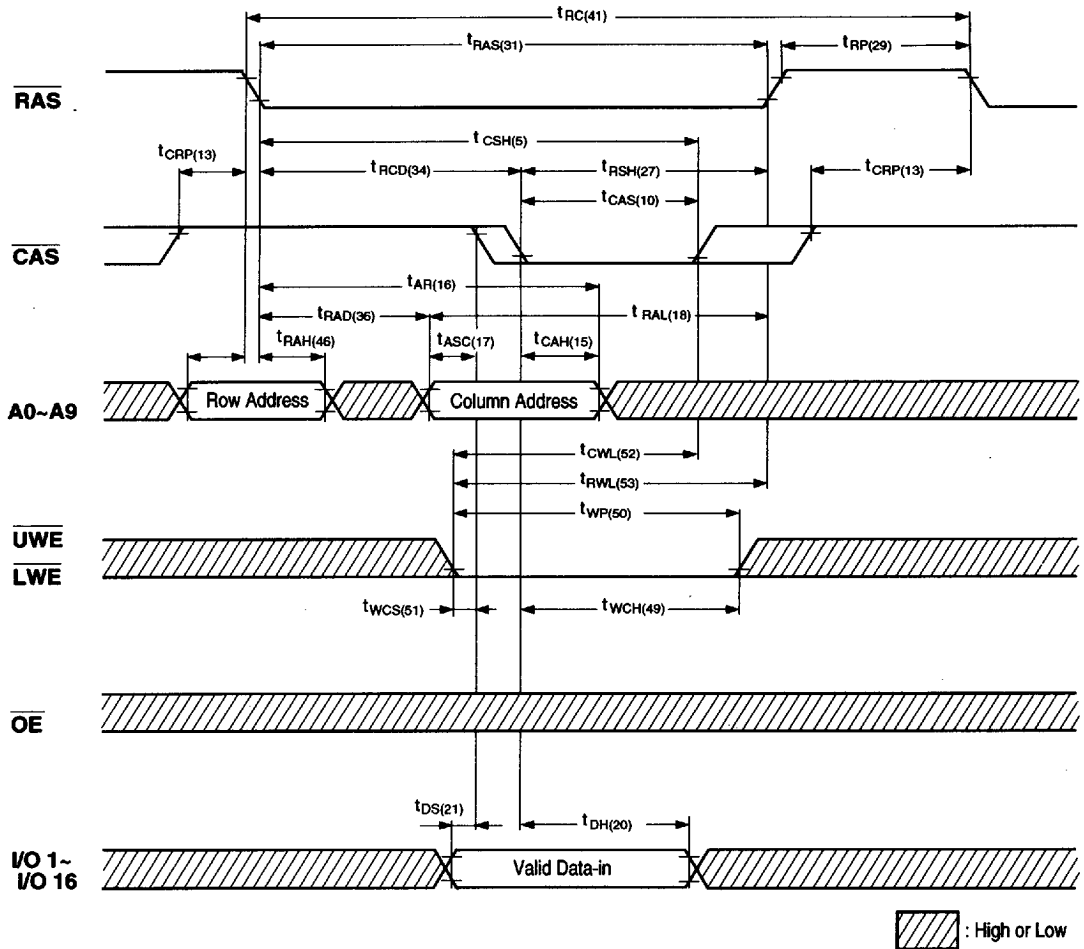 tRC(41)
tRAS(31)
tRP(29)
RAS
tCSH(5)
tCRP(13)
tRCD(34)
tRSH(27)
tCRP(13)
tCAS(10)
CAS
tAR(16)
tRAD(36)
tRAL(18)
tRAH(46)
tASC(17)
tCAH(15)
A0~A9
Row Address
Column Address
tCWL(52)
tRWL(53)
tWP(50)
UWE
LWE
tWCS(51)
tWCH(49)
OE
tDS(21)
tDH(20)
I/O 1~
I/O 16
Valid Data-in
: High or Low